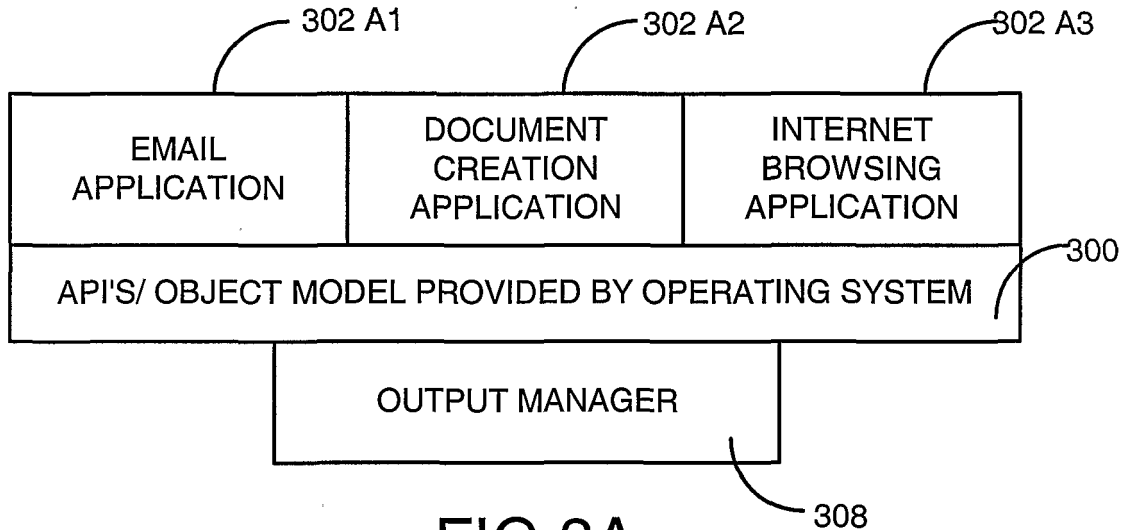 302 A1
302 A2
302 A3
EMAIL
APPLICATION
DOCUMENT
CREATION
APPLICATION
INTERNET
BROWSING
APPLICATION
300
API'S/ OBJECT MODEL PROVIDED BY OPERATING SYSTEM
OUTPUT MANAGER
308